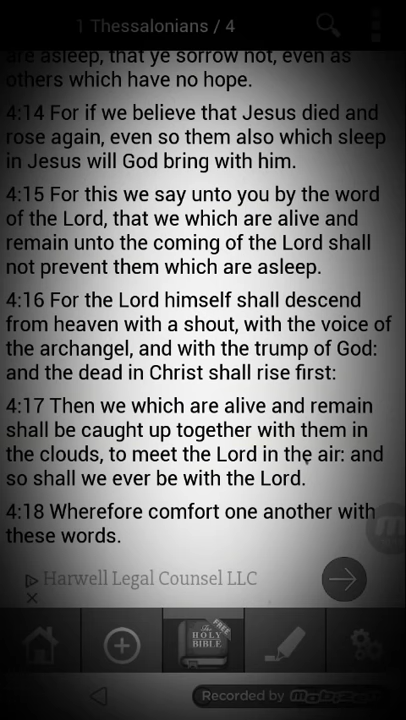 1 Thessalonians / 4
are asleep, that ye sorrow not, even as
others which have no hope.
4:14 For if we believe that Jesus died and
rose again, even so them also which sleep
in Jesus will God bring with him.
4:15 For this we say unto you by the word
of the Lord, that we which are alive and
remain unto the coming of the Lord shall
not prevent them which are asleep.
4:16 For the Lord himself shall descend
from heaven with a shout, with the voice of
the archangel, and with the trump of God:
and the dead in Christ shall rise first:
4:17 Then we which are alive and remain
shall be caught up together with them in
the clouds, to meet the Lord in the air: and
so shall we ever be with the Lord.
4:18 Wherefore comfort one another with
these words.
Harwell Legal Counsel LLC
The
HOLY
BIBLE
FREE
Recorded by